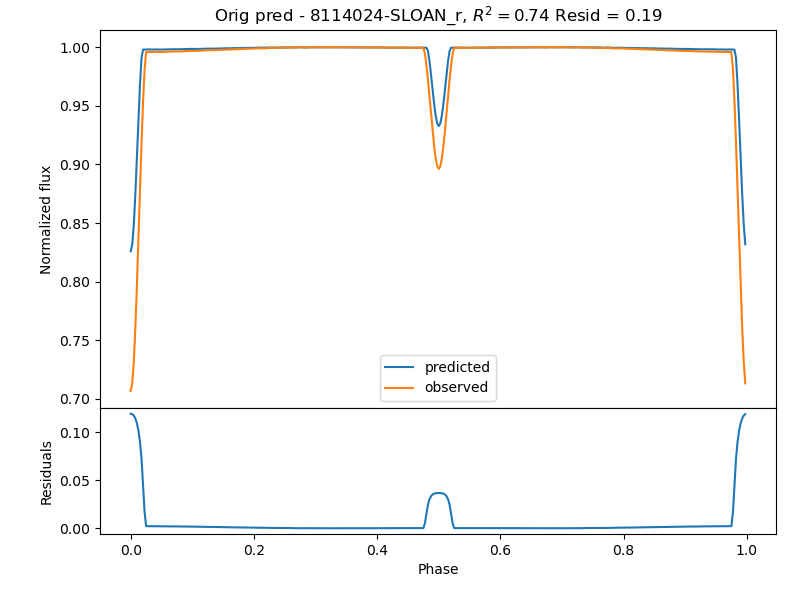 Orig pred - 8114024-SLOAN_r, R² = 0.74 Resid = 0.19
Normalized flux
1.00
0.95
0.90
0.85
0.80
0.75
0.70
predicted
observed
Residuals
0.10
0.05
0.00
0.0 0.2 0.4 0.6 0.8 1.0
Phase